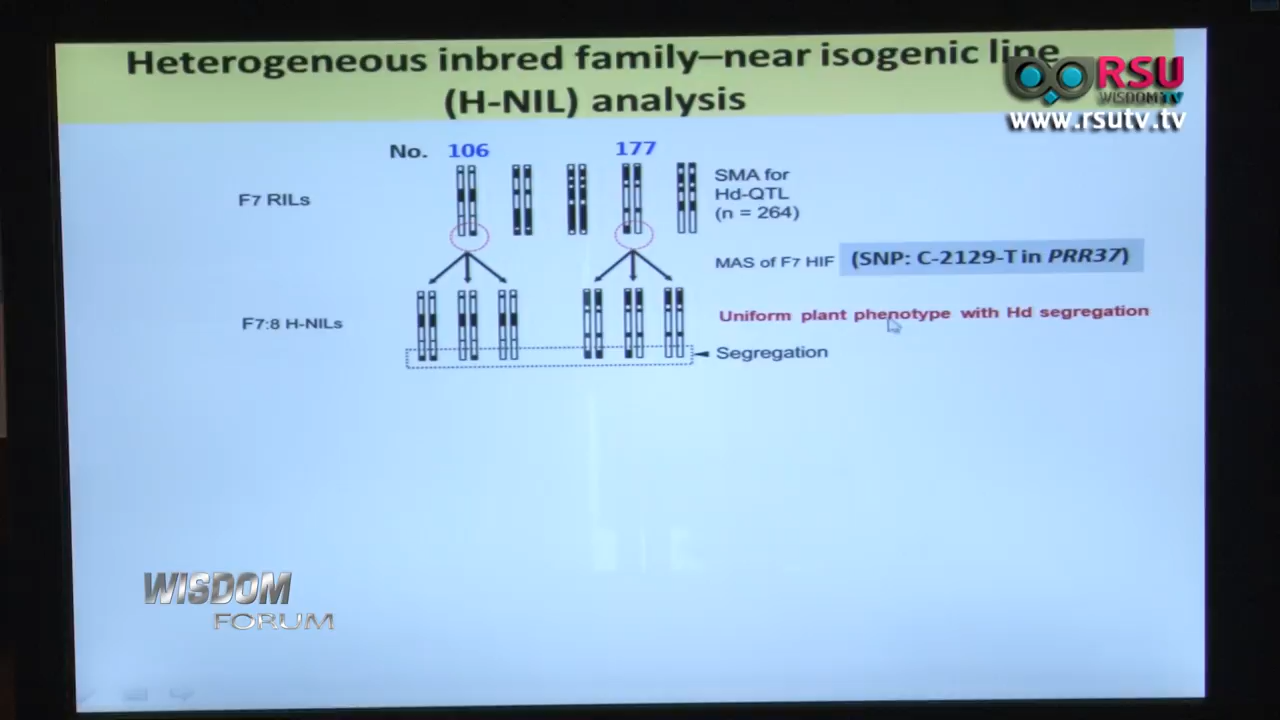 Heterogeneous inbred family–near isogenic line
(H-NIL) analysis
RSU
WISDOM TV
www.rsutv.tv
No. 106 177
F7 RILs
SMA for
Hd-QTL
(n = 264)
MAS of F7 HIF (SNP: C-2129-T in PRR37)
F7:8 H-NILs
Uniform plant phenotype with Hd segregation
Segregation
WISDOM
FORUM